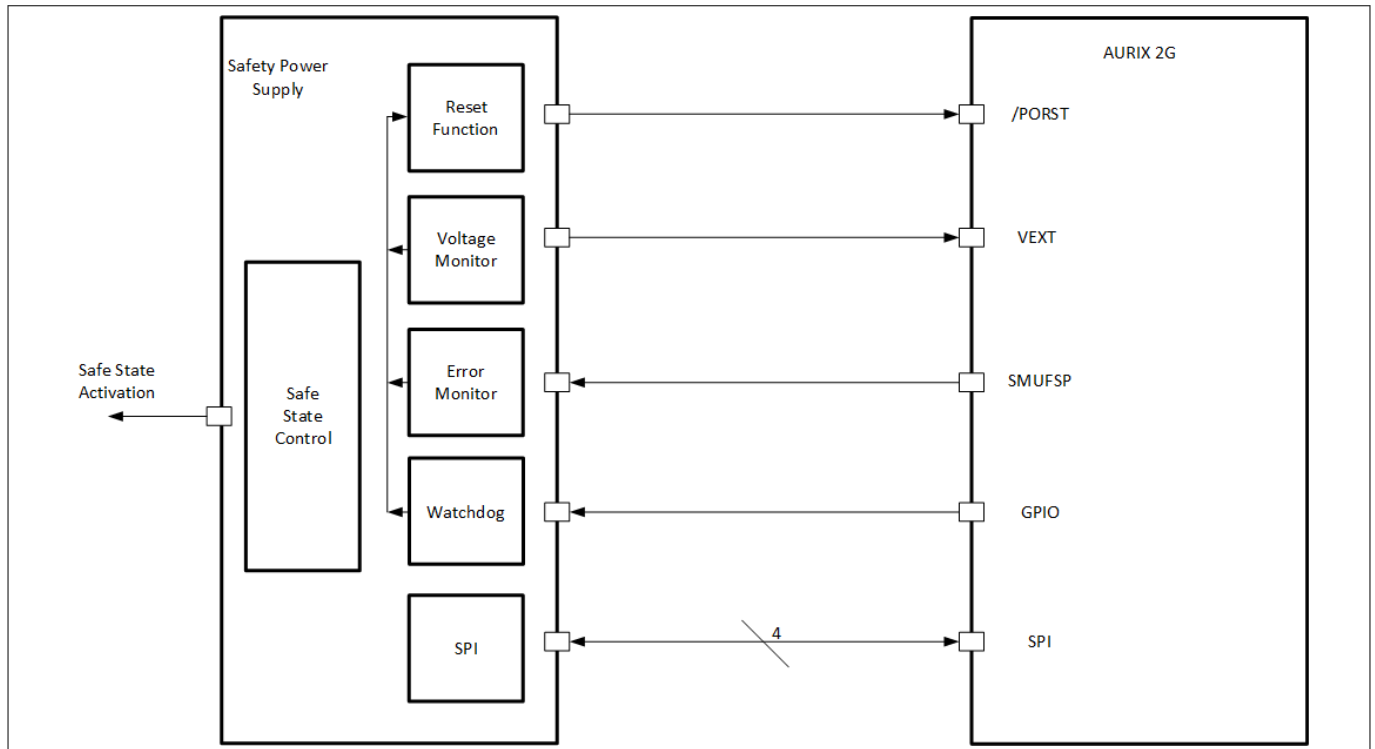 Safety Power
Supply
Reset
Function
Voltage
Monitor
Error
Monitor
Watchdog
SPI
Safe
State
Control
Safe State
Activation
4
AURIX 2G
/PORST
VEXT
SMUFSP
GPIO
SPI